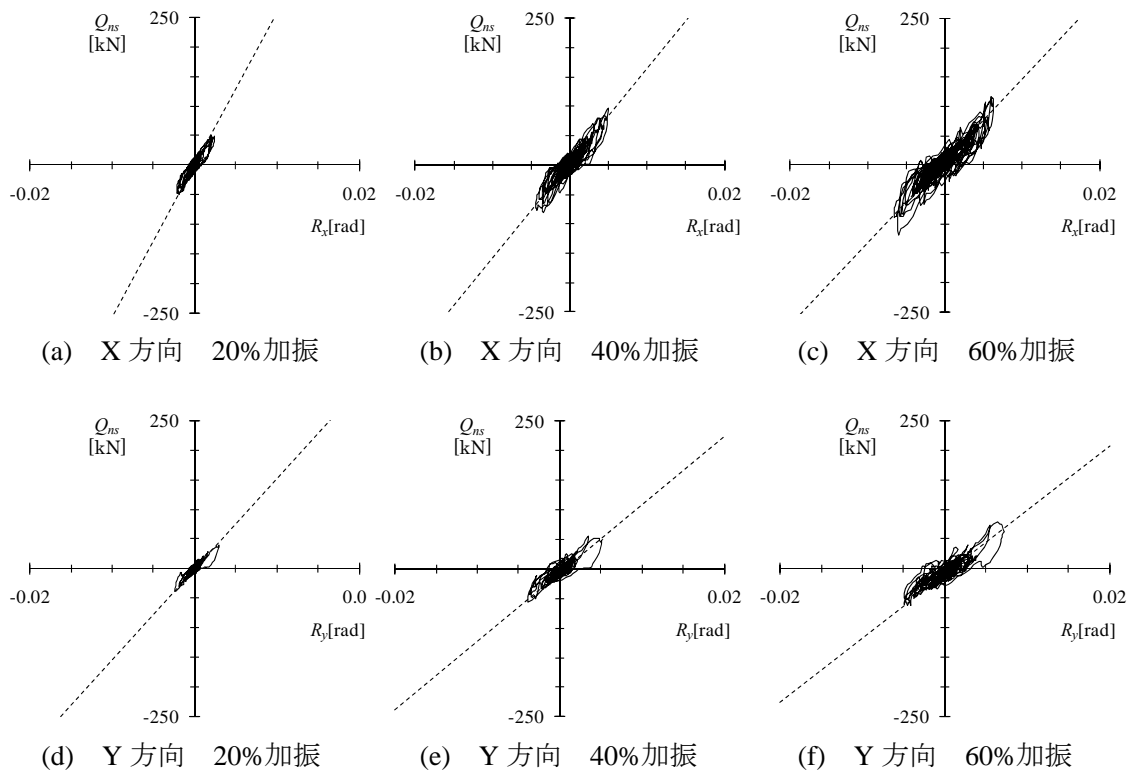 250
Q_ns
[kN]
-0.02
0.02
R_x[rad]
-250
(a) X 方向 20%加振
250
Q_ns
[kN]
-0.02
0.02
R_x[rad]
-250
(b) X 方向 40%加振
250
Q_ns
[kN]
-0.02
0.02
R_x[rad]
-250
(c) X 方向 60%加振
250
Q_ns
[kN]
-0.02
0.0
R_y[rad]
-250
(d) Y 方向 20%加振
250
Q_ns
[kN]
-0.02
0.02
R_y[rad]
-250
(e) Y 方向 40%加振
250
Q_ns
[kN]
-0.02
0.02
R_y[rad]
-250
(f) Y 方向 60%加振